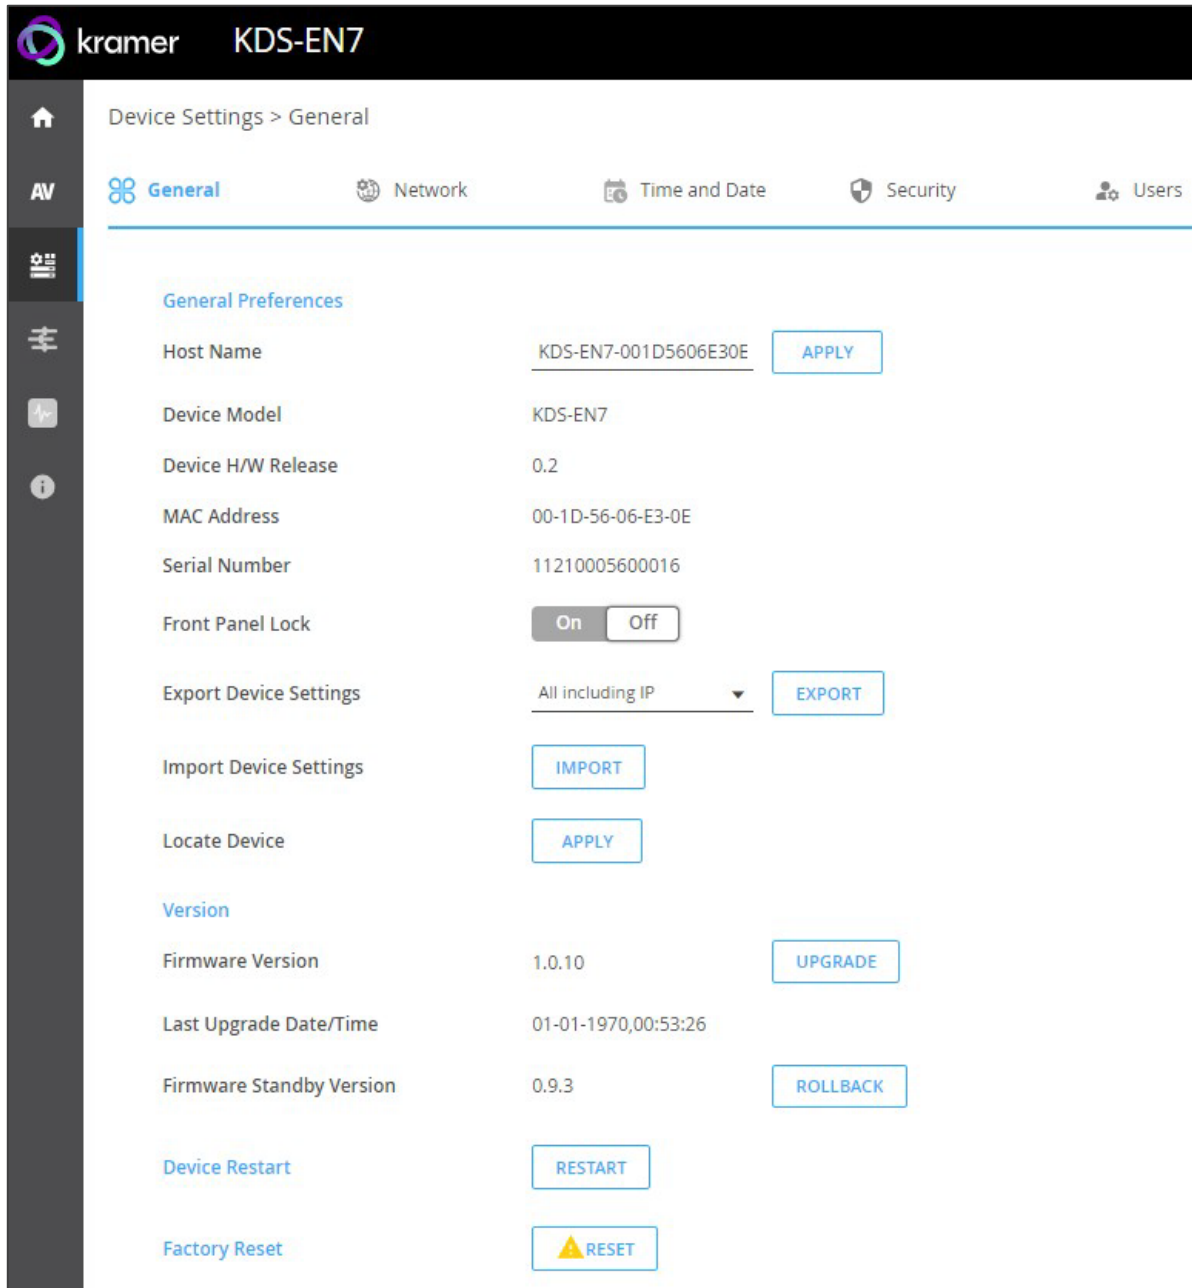 kramer KDS-EN7
Device Settings > General
AV General Network Time and Date Security Users
General Preferences
Host Name KDS-EN7-001D5606E30E APPLY
Device Model KDS-EN7
Device H/W Release 0.2
MAC Address 00-1D-56-06-E3-0E
Serial Number 11210005600016
Front Panel Lock On Off
Export Device Settings All including IP EXPORT
Import Device Settings IMPORT
Locate Device APPLY
Version
Firmware Version 1.0.10 UPGRADE
Last Upgrade Date/Time 01-01-1970,00:53:26
Firmware Standby Version 0.9.3 ROLLBACK
Device Restart RESTART
Factory Reset RESET